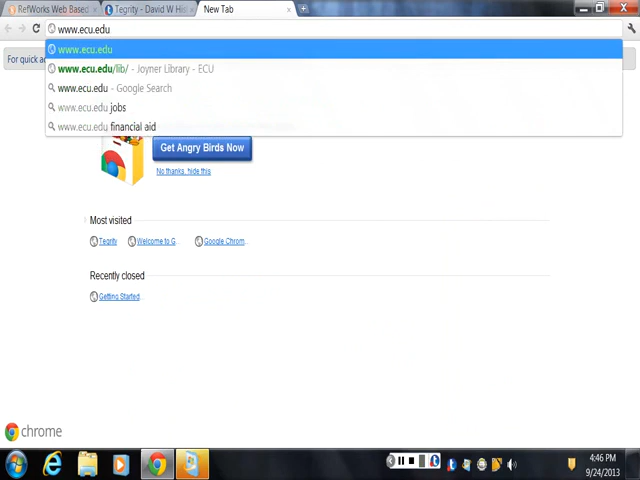 RefWorks Web Based
Tegrity - David W His
New Tab
www.ecu.edu
www.ecu.edu
www.ecu.edu/lib/ - Joyner Library - ECU
www.ecu.edu - Google Search
www.ecu.edu jobs
www.ecu.edu financial aid
For quick a
Get Angry Birds Now
No thanks, hide this
Most visited
Tegrity
Welcome to G...
Google Chrom...
Recently closed
Getting Started
chrome
4:46 PM
9/24/2013